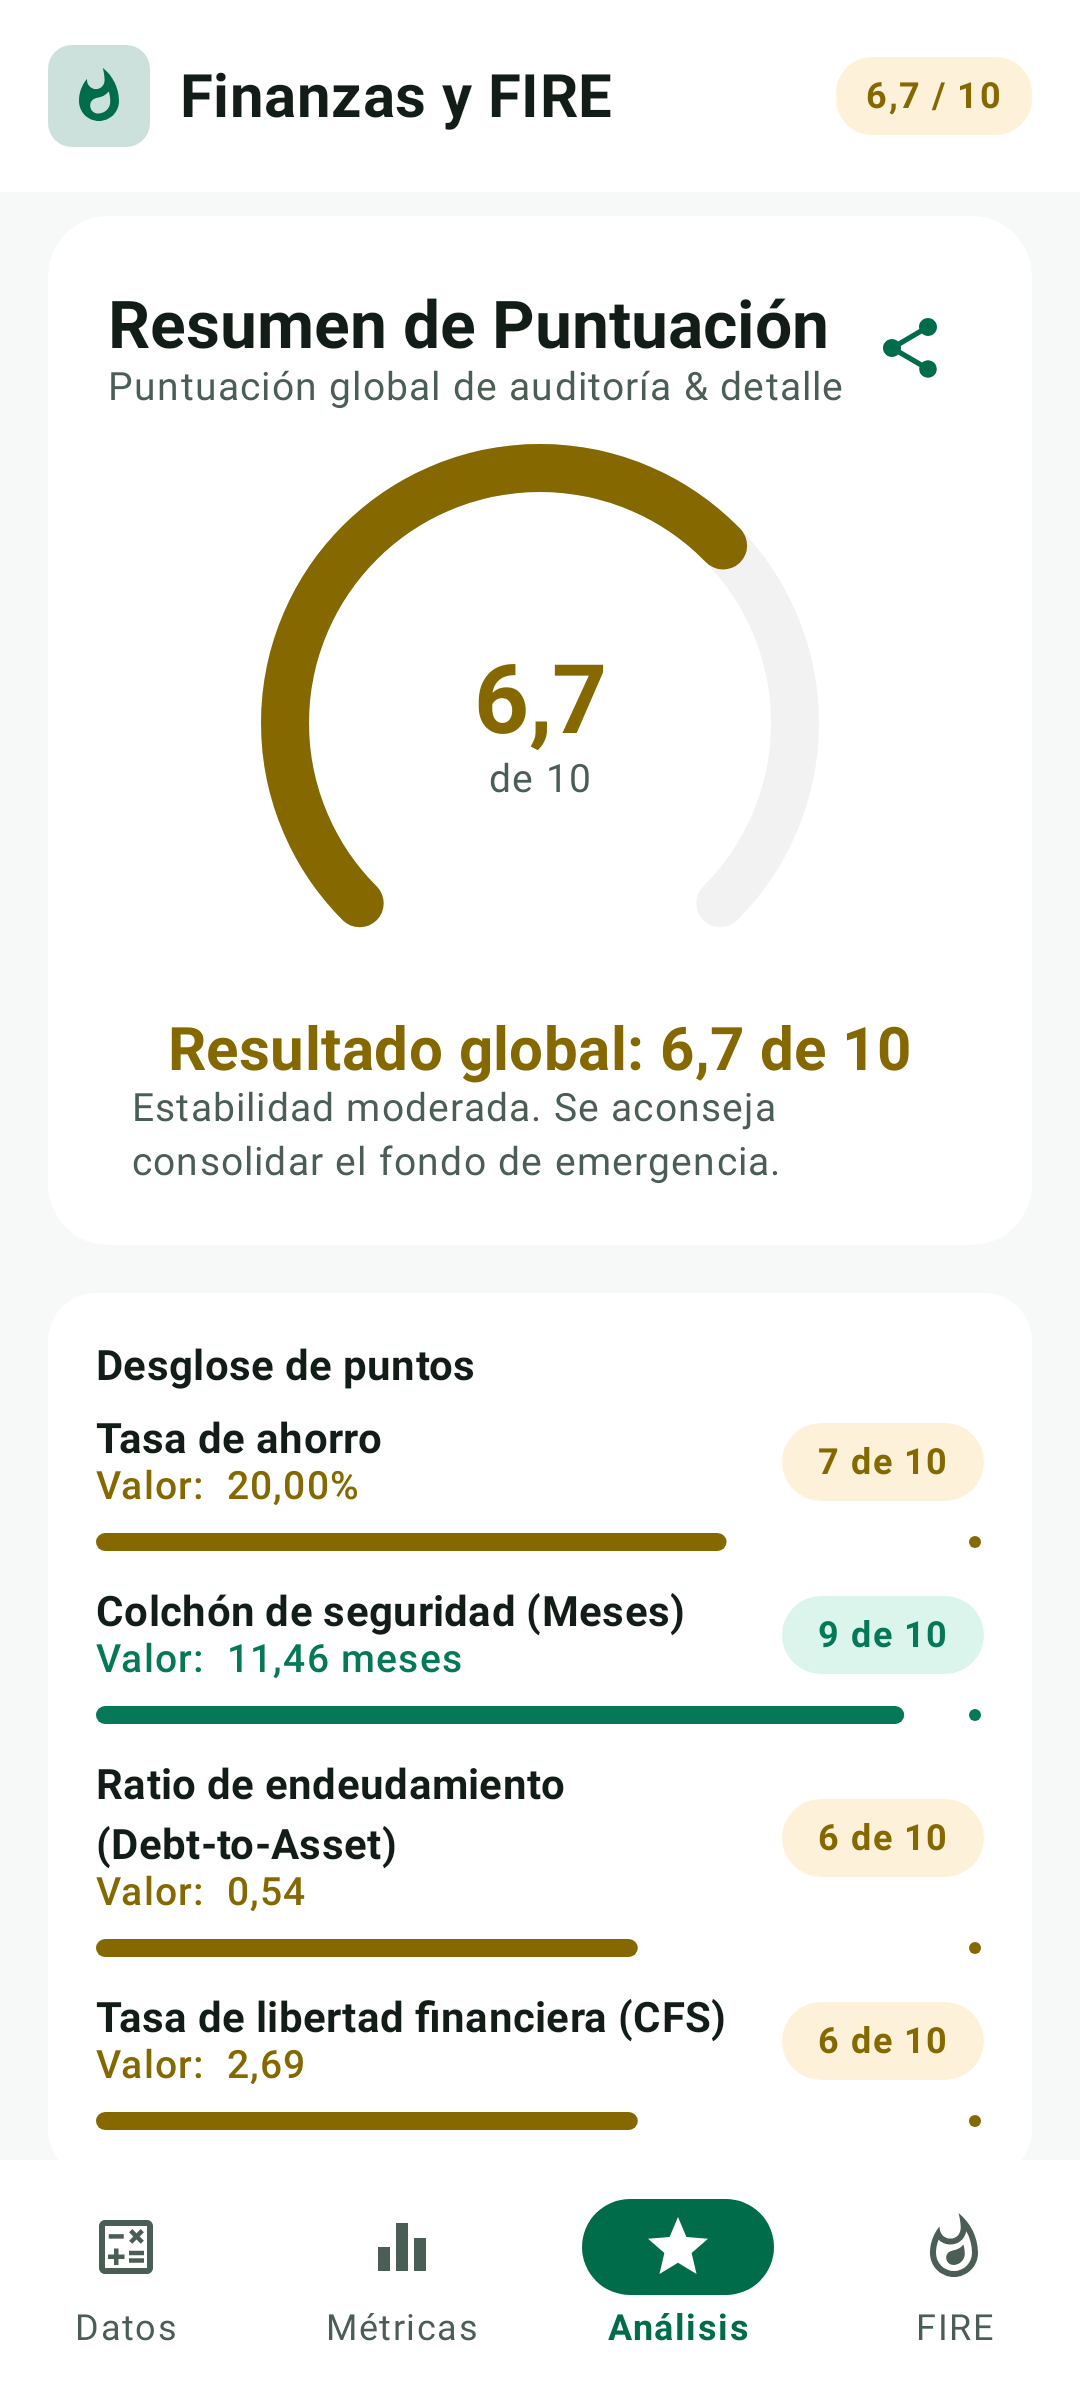 Finanzas y FIRE
6,7 / 10
Resumen de Puntuación
Puntuación global de auditoría & detalle
6,7
de 10
Resultado global: 6,7 de 10
Estabilidad moderada. Se aconseja
consolidar el fondo de emergencia.
Desglose de puntos
Tasa de ahorro
Valor: 20,00%
7 de 10
Colchón de seguridad (Meses)
Valor: 11,46 meses
9 de 10
Ratio de endeudamiento
(Debt-to-Asset)
Valor: 0,54
6 de 10
Tasa de libertad financiera (CFS)
Valor: 2,69
6 de 10
Datos
Métricas
Análisis
FIRE